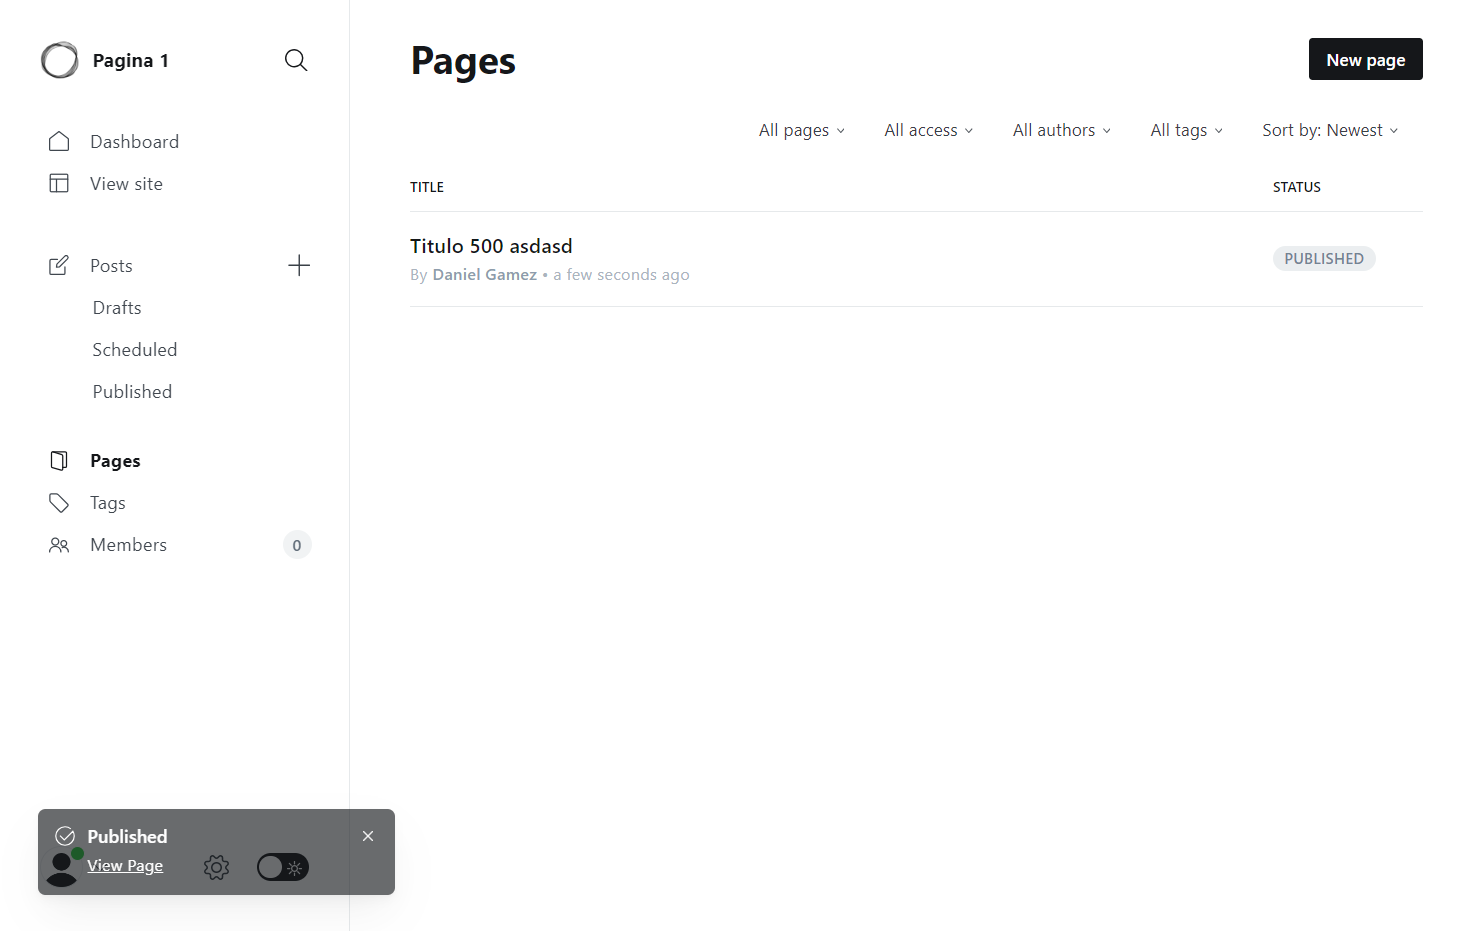 Pagina 1
Dashboard
View site
Posts
Drafts
Scheduled
Published
Pages
Tags
Members 0
Published
View Page
Pages
New page
All pages All access All authors All tags Sort by: Newest
TITLE STATUS
Titulo 500 asdasd
By Daniel Gamez • a few seconds ago
PUBLISHED